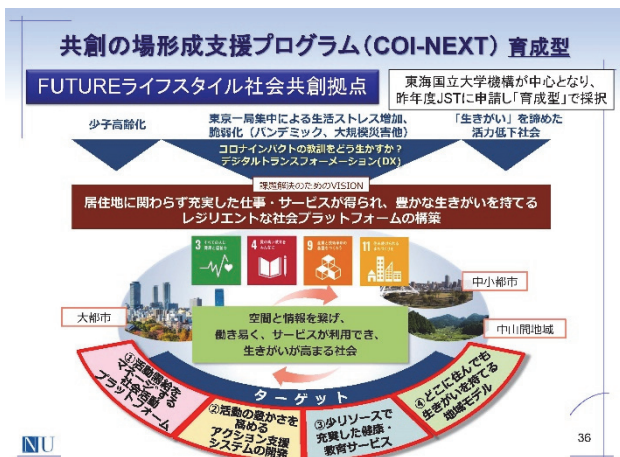 共創の場形成支援プログラム(COI-NEXT) 育成型
FUTUREライフスタイル社会共創拠点
東海国立大学機構が中心となり、
昨年度JSTに申請し「育成型」で採択
少子高齢化
東京一局集中による生活ストレス増加、
脆弱化(パンデミック、大規模災害他)
「生きがい」を諦めた
活力低下社会
コロナインパクトの教訓をどう生かすか?
デジタルトランスフォーメーション(DX)
課題解決のためのVISION
居住地に関わらず充実した仕事・サービスが得られ、豊かな生きがいを持てる
レジリエントな社会プラットフォームの構築
3
4
9
11
大都市
中小都市
中山間地域
空間と情報を繋げ、
働き易く、サービスが利用でき、
生きがいが高まる社会
ターゲット
①活動需給を
マネージする
社会活動
プラットフォーム
②活動の豊かさを
高める
アクション支援
システムの開発
③少リソースで
充実した健康・
教育サービス
④どこに住んでも
生きがいを持てる
地域モデル
NU
36